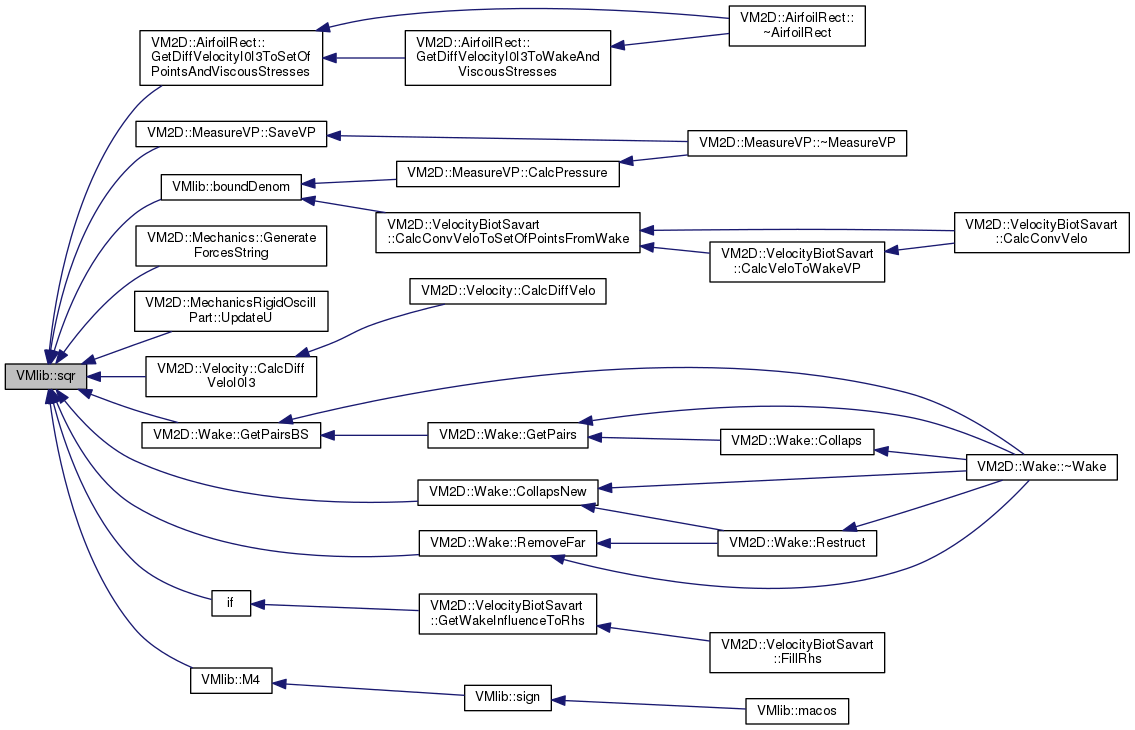 VM2D::AirfoilRect::
~AirfoilRect
VM2D::AirfoilRect::
GetDiffVelocityI0I3ToSetOf
PointsAndViscousStresses
VM2D::AirfoilRect::
GetDiffVelocityI0I3ToWakeAnd
ViscousStresses
VM2D::MeasureVP::SaveVP
VM2D::MeasureVP::~MeasureVP
VMlib::boundDenom
VM2D::MeasureVP::CalcPressure
VM2D::VelocityBiotSavart
::CalcConvVeloToSetOfPointsFromWake
VM2D::VelocityBiotSavart
::CalcConvVelo
VM2D::Mechanics::Generate
ForcesString
VM2D::VelocityBiotSavart
::CalcVeloToWakeVP
VM2D::MechanicsRigidOscill
Part::UpdateU
VM2D::Velocity::CalcDiffVelo
VMlib::sqr
VM2D::Velocity::CalcDiff
VeloI0I3
VM2D::Wake::GetPairsBS
VM2D::Wake::GetPairs
VM2D::Wake::Collaps
VM2D::Wake::~Wake
VM2D::Wake::CollapsNew
VM2D::Wake::RemoveFar
VM2D::Wake::Restruct
if
VM2D::VelocityBiotSavart
::GetWakeInfluenceToRhs
VM2D::VelocityBiotSavart
::FillRhs
VMlib::M4
VMlib::sign
VMlib::macos